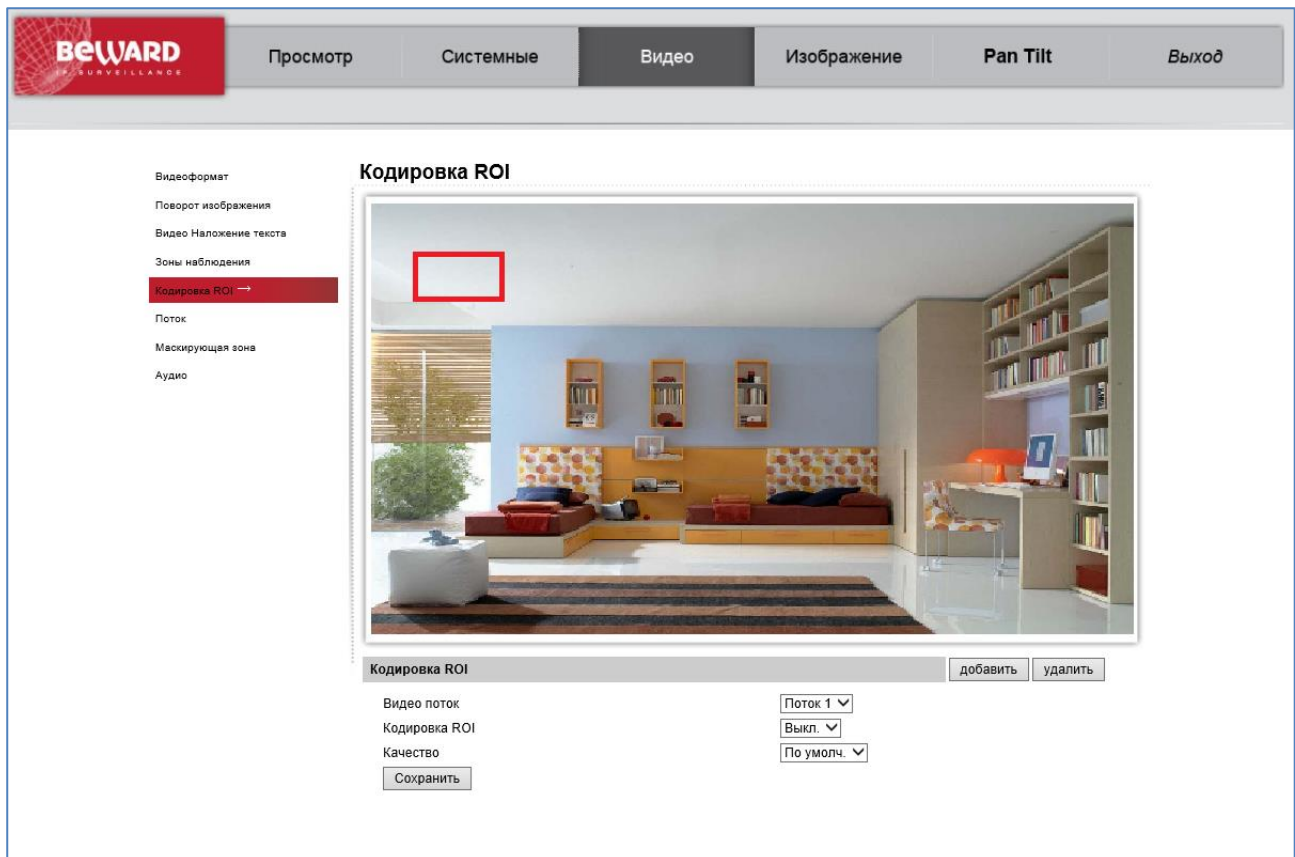 BEWARD
IP SURVEILLANCE
Просмотр
Системные
Видео
Изображение
Pan Tilt
Выход
Видеоформат
Поворот изображения
Видео Наложение текста
Зоны наблюдения
Кодировка ROI →
Поток
Маскирующая зона
Аудио
Кодировка ROI
Кодировка ROI
добавить
удалить
Видео поток
Поток 1
Кодировка ROI
Выкл.
Качество
По умолч.
Сохранить